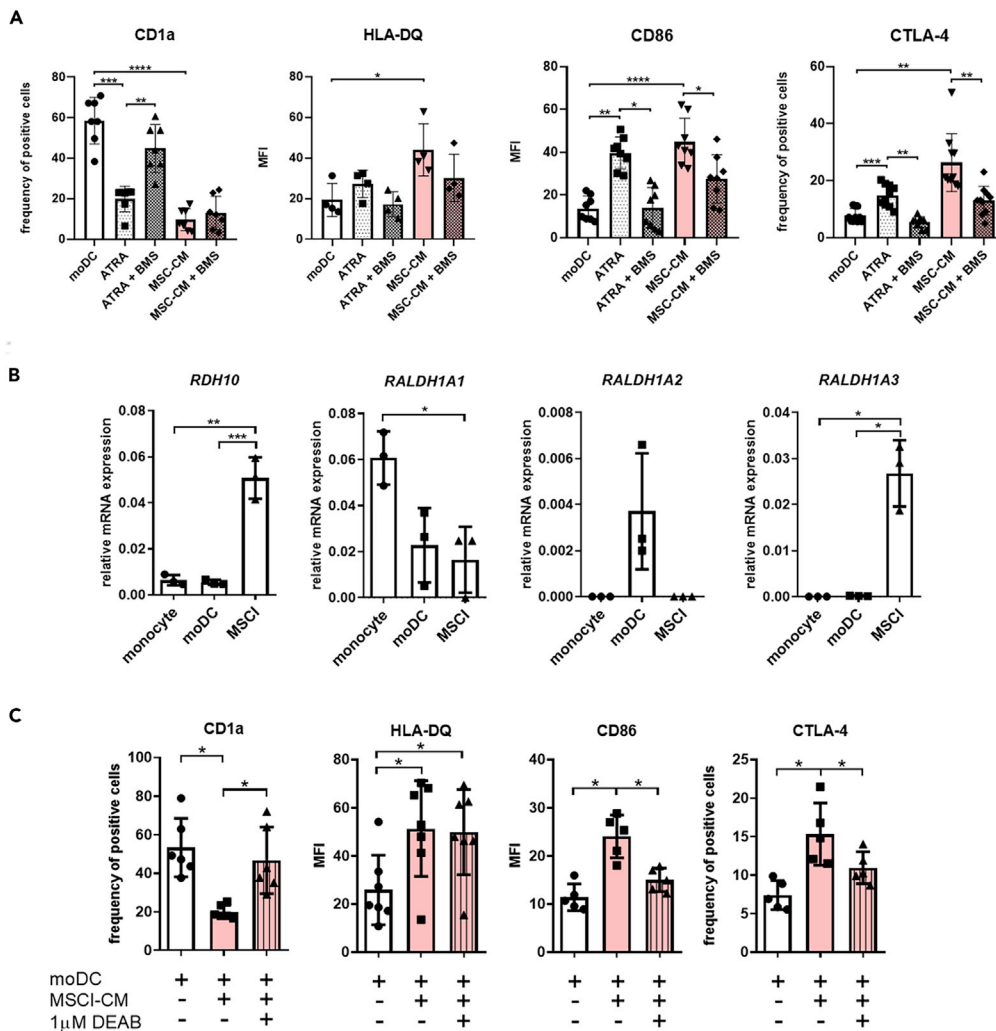 A
CD1a
frequency of positive cells
80
60
40
20
0
****
***
**
moDC
ATRA
ATRA + BMS
MSC-CM
MSC-CM + BMS
HLA-DQ
MFI
80
60
40
20
0
*
moDC
ATRA
ATRA + BMS
MSC-CM
MSC-CM + BMS
CD86
MFI
80
60
40
20
0
****
**
*
*
moDC
ATRA
ATRA + BMS
MSC-CM
MSC-CM + BMS
CTLA-4
frequency of positive cells
60
40
20
0
**
**
***
**
moDC
ATRA
ATRA + BMS
MSC-CM
MSC-CM + BMS
B
RDH10
relative mRNA expression
0.08
0.06
0.04
0.02
0.00
**
***
monocyte
moDC
MSCI
RALDH1A1
relative mRNA expression
0.08
0.06
0.04
0.02
0.00
*
monocyte
moDC
MSCI
RALDH1A2
relative mRNA expression
0.008
0.006
0.004
0.002
0.000
monocyte
moDC
MSCI
RALDH1A3
relative mRNA expression
0.04
0.03
0.02
0.01
0.00
*
*
monocyte
moDC
MSCI
C
CD1a
frequency of positive cells
100
80
60
40
20
0
*
*
HLA-DQ
MFI
80
60
40
20
0
*
*
CD86
MFI
40
30
20
10
0
*
*
CTLA-4
frequency of positive cells
25
20
15
10
5
0
*
*
moDC + + + + + + + + + + + +
MSCI-CM - + + - + + - + + - + +
1μM DEAB - - + - - + - - + - - +